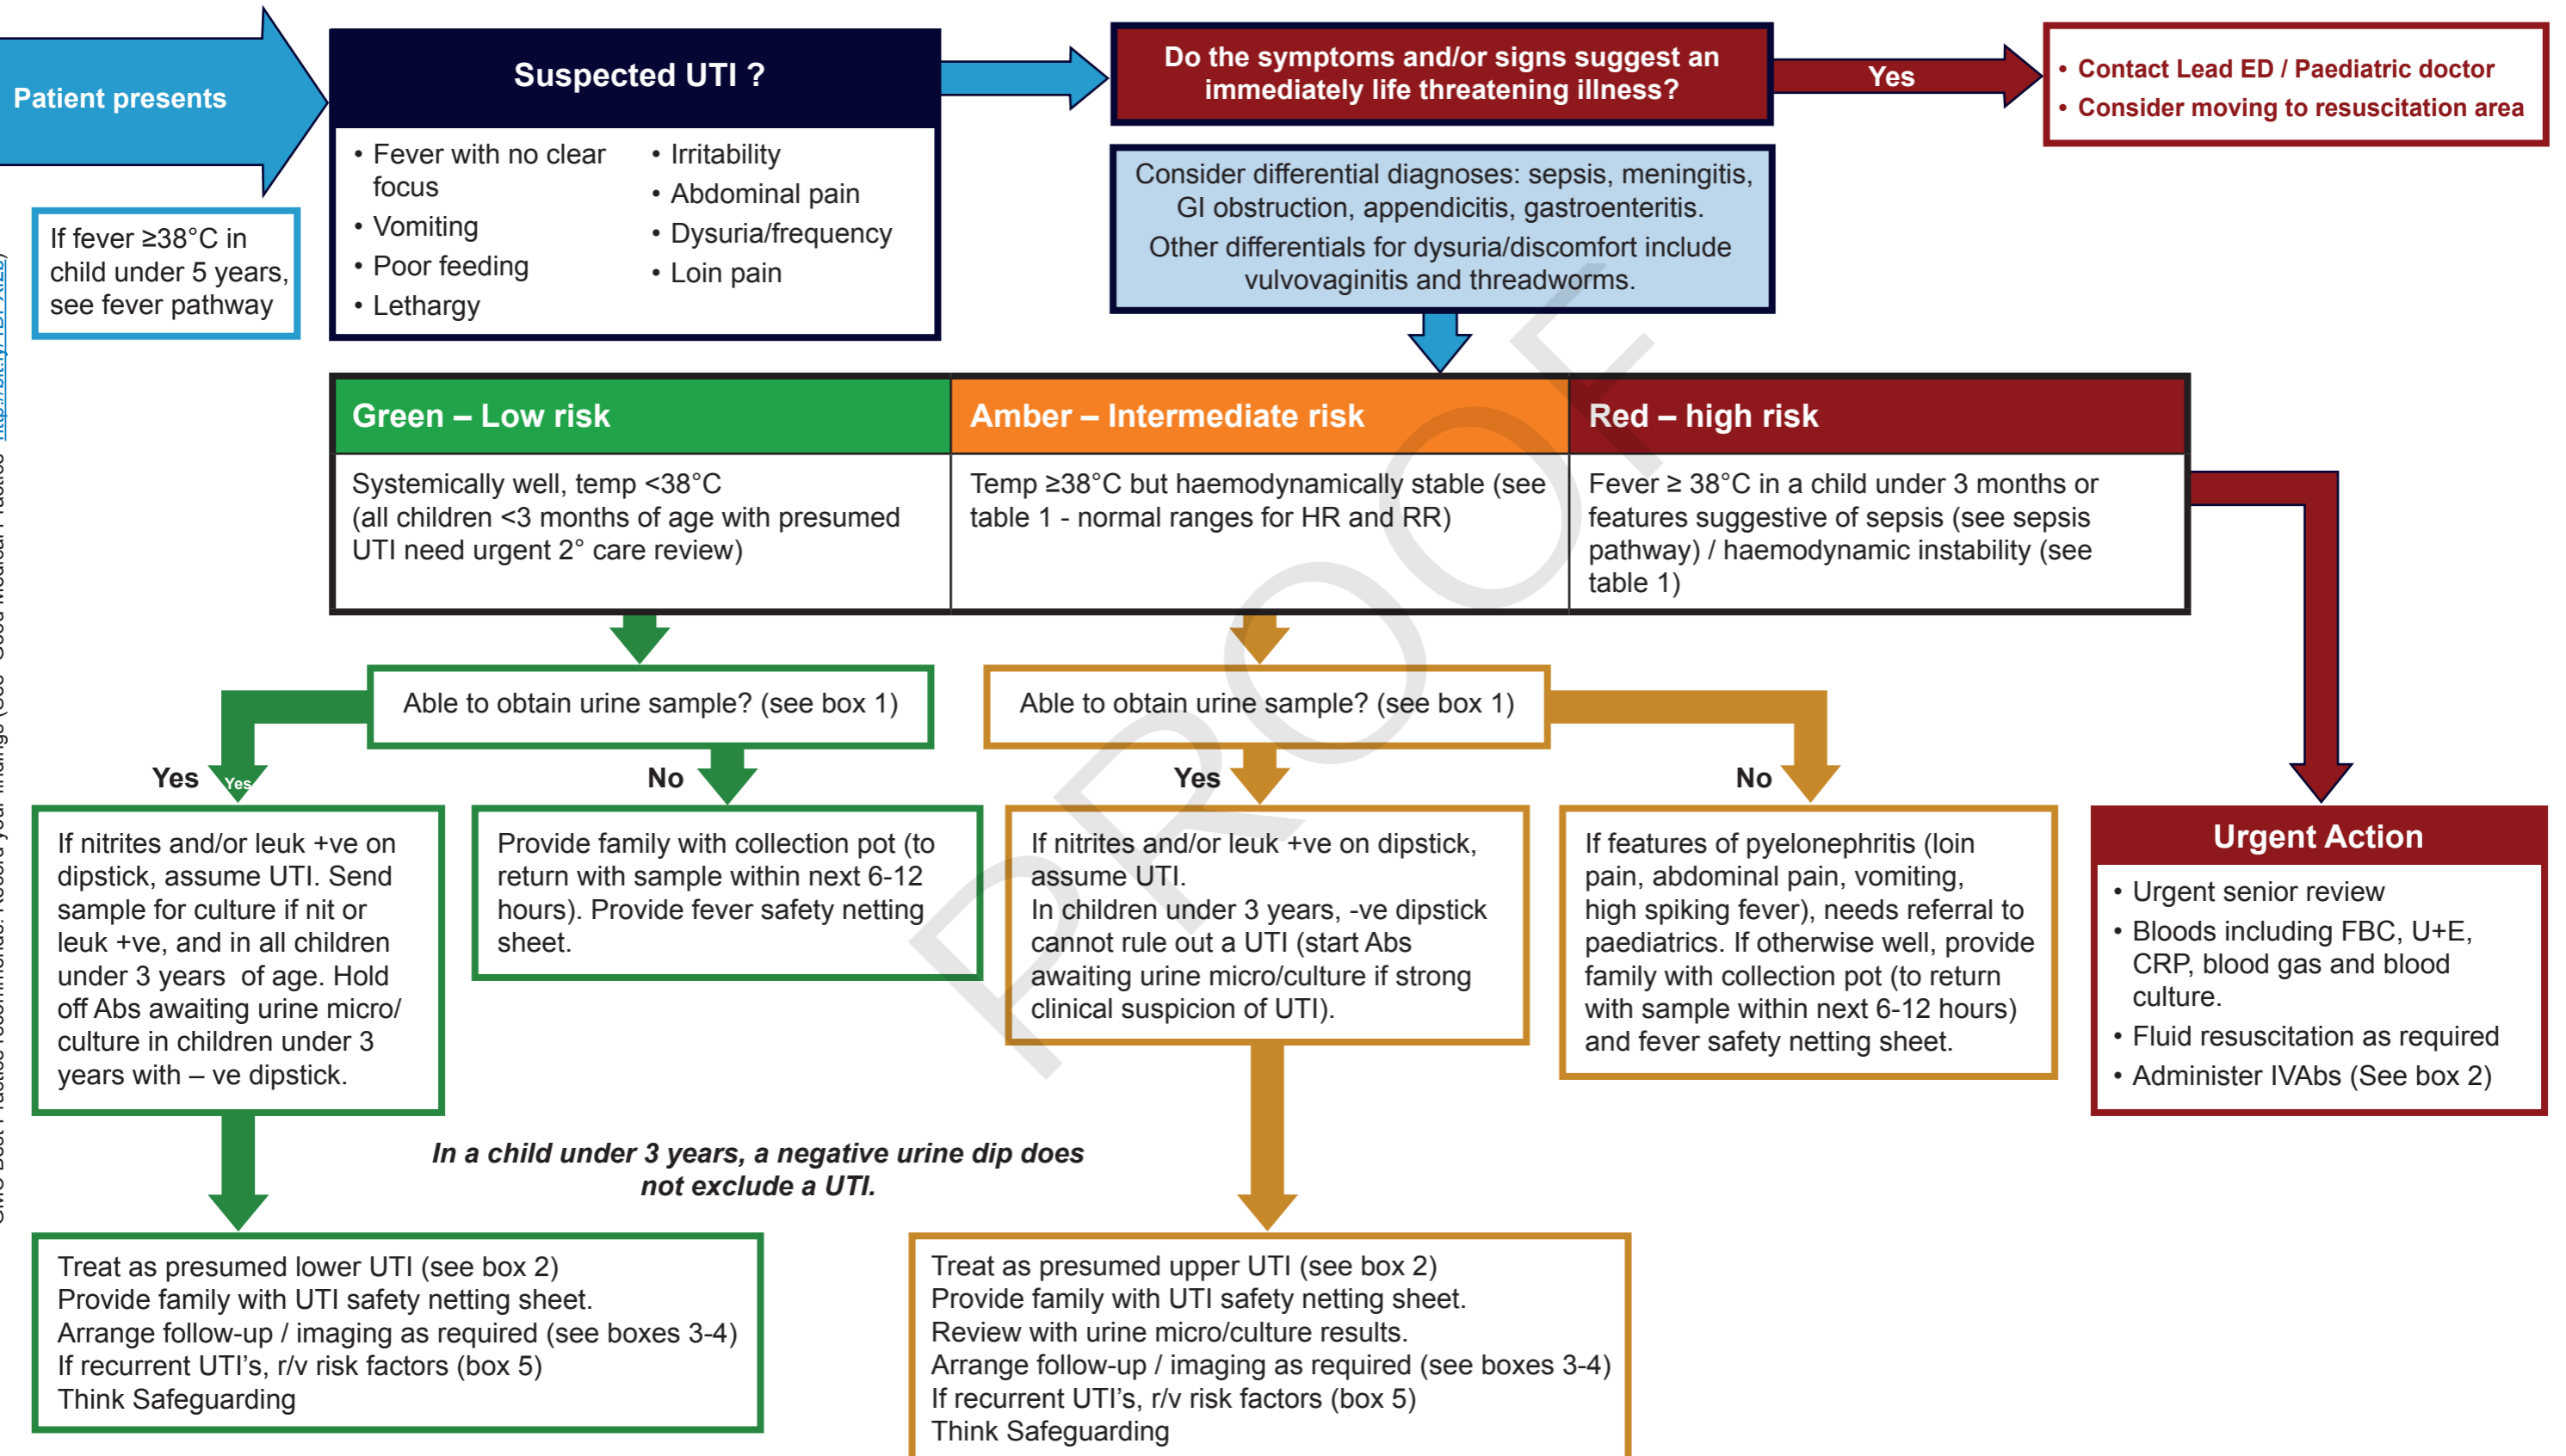 Patient presents
If fever ≥38°C in
child under 5 years,
see fever pathway
Suspected UTI ?
• Fever with no clear
focus
• Vomiting
• Poor feeding
• Lethargy
• Irritability
• Abdominal pain
• Dysuria/frequency
• Loin pain
Do the symptoms and/or signs suggest an
immediately life threatening illness?
Yes
• Contact Lead ED / Paediatric doctor
• Consider moving to resuscitation area
Consider differential diagnoses: sepsis, meningitis,
GI obstruction, appendicitis, gastroenteritis.
Other differentials for dysuria/discomfort include
vulvovaginitis and threadworms.
Green – Low risk
Systemically well, temp <38°C
(all children <3 months of age with presumed
UTI need urgent 2° care review)
Amber – Intermediate risk
Temp ≥38°C but haemodynamically stable (see
table 1 - normal ranges for HR and RR)
Red – high risk
Fever ≥ 38°C in a child under 3 months or
features suggestive of sepsis (see sepsis
pathway) / haemodynamic instability (see
table 1)
Able to obtain urine sample? (see box 1)
Able to obtain urine sample? (see box 1)
Yes
Yes
No
Yes
No
If nitrites and/or leuk +ve on
dipstick, assume UTI. Send
sample for culture if nit or
leuk +ve, and in all children
under 3 years  of age. Hold
off Abs awaiting urine micro/
culture in children under 3
years with – ve dipstick.
Provide family with collection pot (to
return with sample within next 6-12
hours). Provide fever safety netting
sheet.
If nitrites and/or leuk +ve on dipstick,
assume UTI.
In children under 3 years, -ve dipstick
cannot rule out a UTI (start Abs
awaiting urine micro/culture if strong
clinical suspicion of UTI).
If features of pyelonephritis (loin
pain, abdominal pain, vomiting,
high spiking fever), needs referral to
paediatrics. If otherwise well, provide
family with collection pot (to return
with sample within next 6-12 hours)
and fever safety netting sheet.
Urgent Action
• Urgent senior review
• Bloods including FBC, U+E,
CRP, blood gas and blood
culture.
• Fluid resuscitation as required
• Administer IVAbs (See box 2)
In a child under 3 years, a negative urine dip does
not exclude a UTI.
Treat as presumed lower UTI (see box 2)
Provide family with UTI safety netting sheet.
Arrange follow-up / imaging as required (see boxes 3-4)
If recurrent UTI’s, r/v risk factors (box 5)
Think Safeguarding
Treat as presumed upper UTI (see box 2)
Provide family with UTI safety netting sheet.
Review with urine micro/culture results.
Arrange follow-up / imaging as required (see boxes 3-4)
If recurrent UTI’s, r/v risk factors (box 5)
Think Safeguarding
PROOF